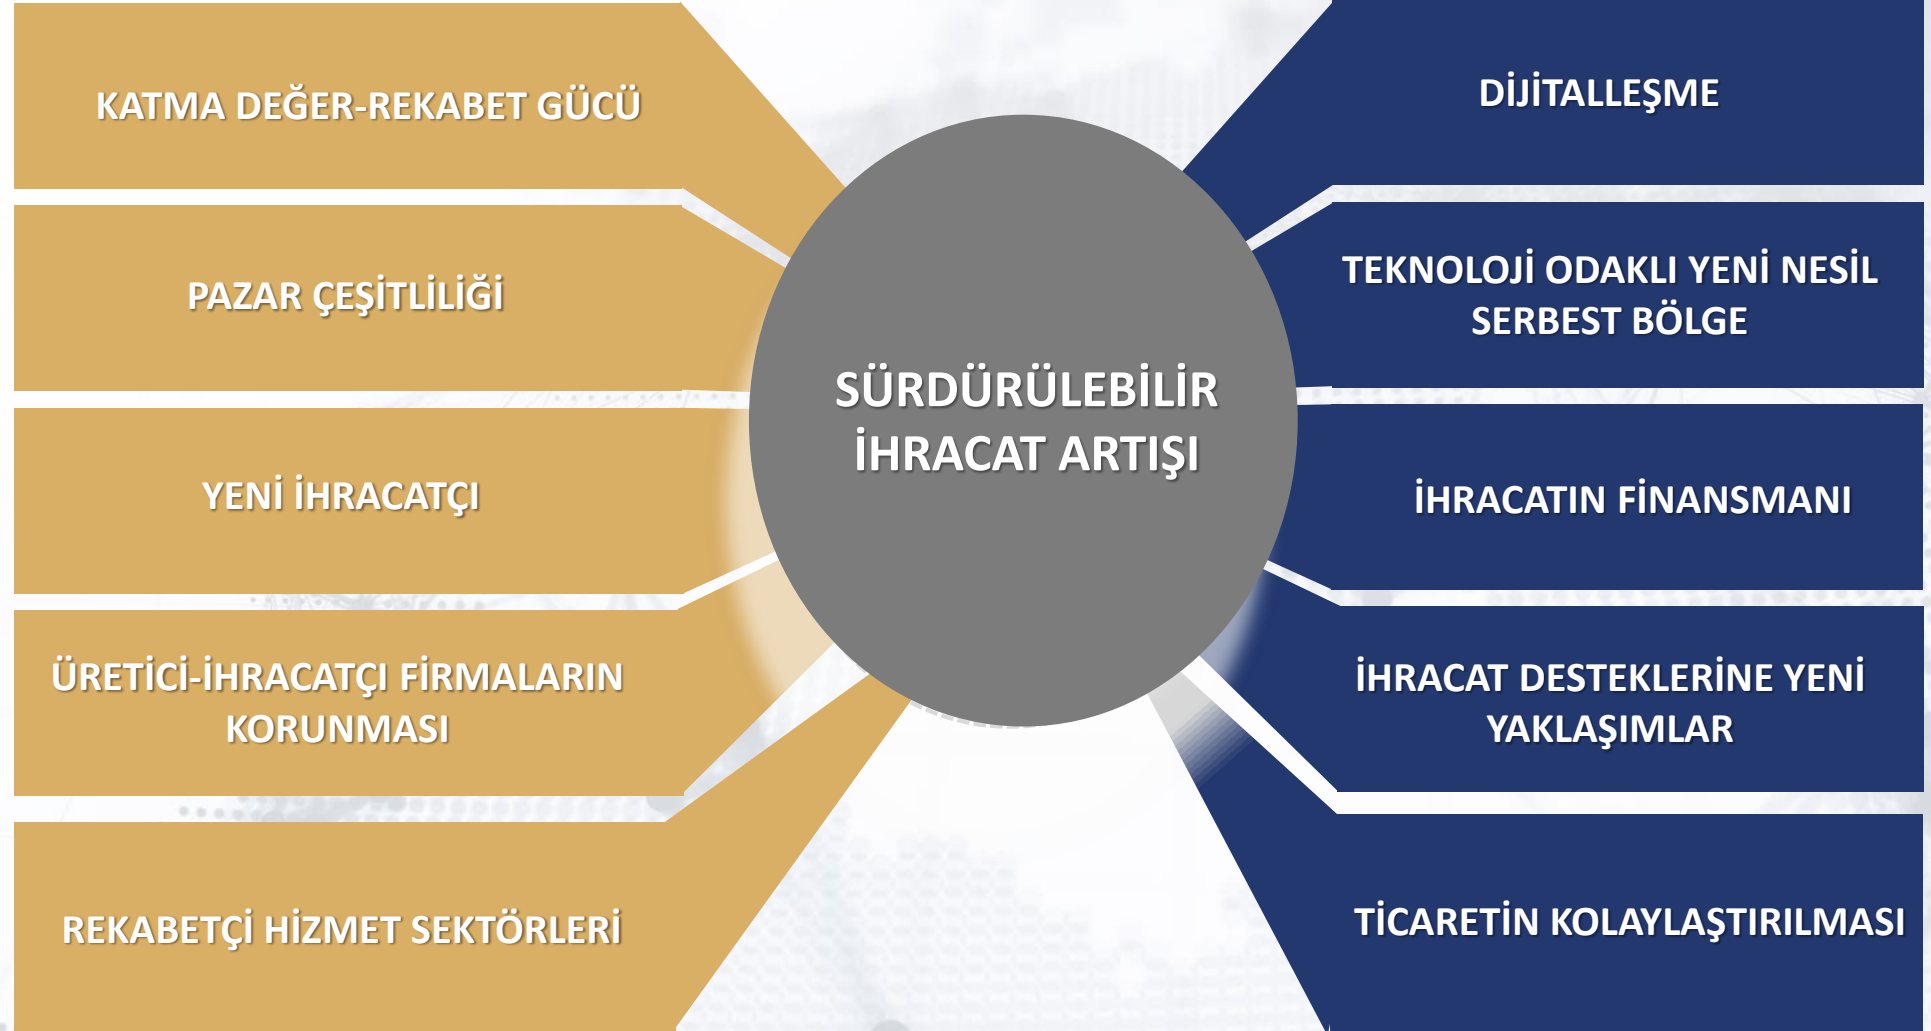 KATMA DEĞER-REKABET GÜCÜ
PAZAR ÇEŞİTLİLİĞİ
YENİ İHRACATÇI
ÜRETİCİ-İHRACATÇI FİRMALARIN
KORUNMASI
REKABETÇİ HİZMET SEKTÖRLERİ
SÜRDÜRÜLEBİLİR
İHRACAT ARTIŞI
DİJİTALLEŞME
TEKNOLOJİ ODAKLI YENİ NESİL
SERBEST BÖLGE
İHRACATIN FİNANSMANI
İHRACAT DESTEKLERİNE YENİ
YAKLAŞIMLAR
TİCARETİN KOLAYLAŞTIRILMASI